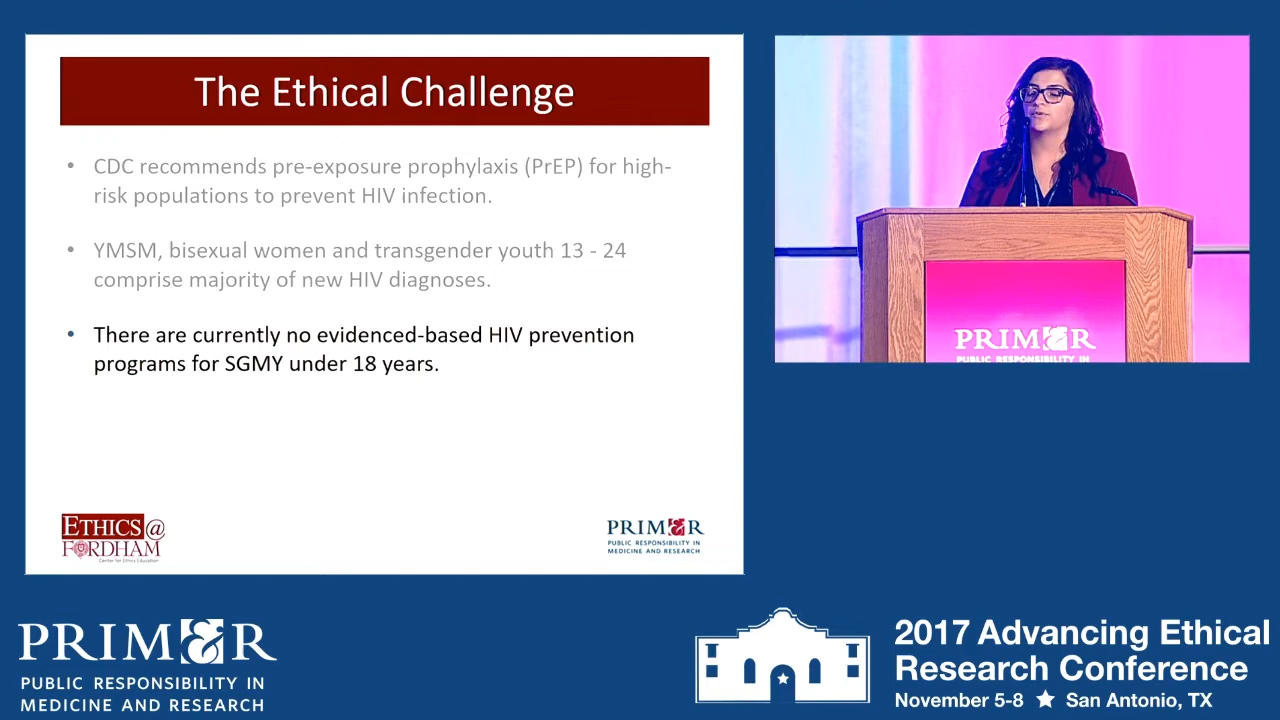 The Ethical Challenge
• CDC recommends pre-exposure prophylaxis (PrEP) for high-
risk populations to prevent HIV infection.
• YMSM, bisexual women and transgender youth 13 - 24
comprise majority of new HIV diagnoses.
• There are currently no evidenced-based HIV prevention
programs for SGMY under 18 years.
ETHICS@
FORDHAM
Center for Ethics Education
PRIM&R
PUBLIC RESPONSIBILITY IN
MEDICINE AND RESEARCH
PRIM&R
PUBLIC RESPONSIBILITY IN
PRIM&R
PUBLIC RESPONSIBILITY IN
MEDICINE AND RESEARCH
2017 Advancing Ethical
Research Conference
November 5-8 ★ San Antonio, TX